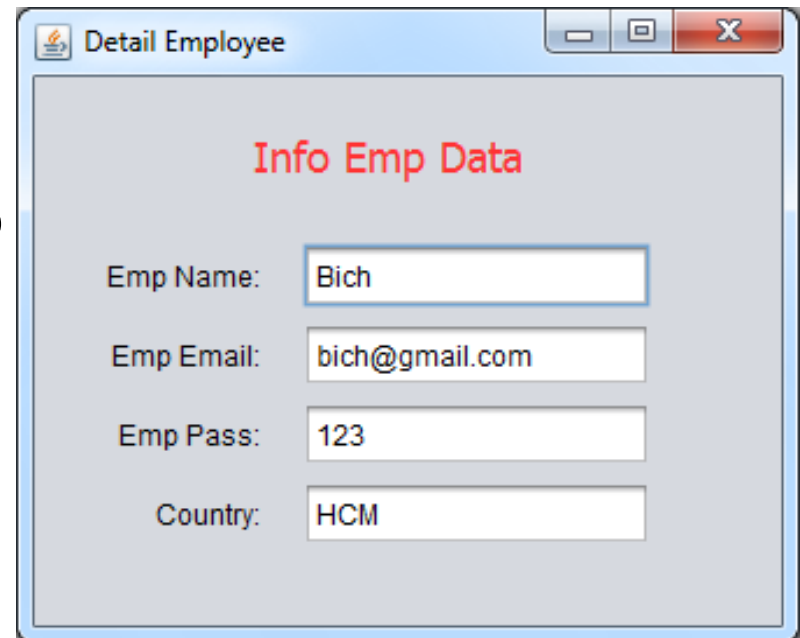 Detail Employee
Info Emp Data
Emp Name: Bich
Emp Email: bich@gmail.com
Emp Pass: 123
Country: HCM